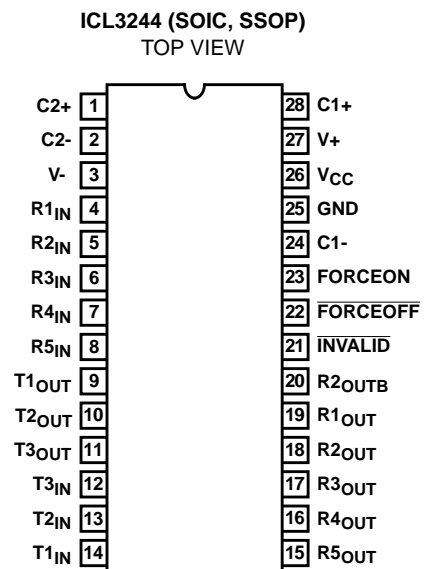 ICL3244 (SOIC, SSOP)
TOP VIEW
C2+ 1 28 C1+
C2- 2 27 V+
V- 3 26 VCC
R1IN 4 25 GND
R2IN 5 24 C1-
R3IN 6 23 FORCEON
R4IN 7 22 FORCEOFF
R5IN 8 21 INVALID
T1OUT 9 20 R2OUTB
T2OUT 10 19 R1OUT
T3OUT 11 18 R2OUT
T3IN 12 17 R3OUT
T2IN 13 16 R4OUT
T1IN 14 15 R5OUT